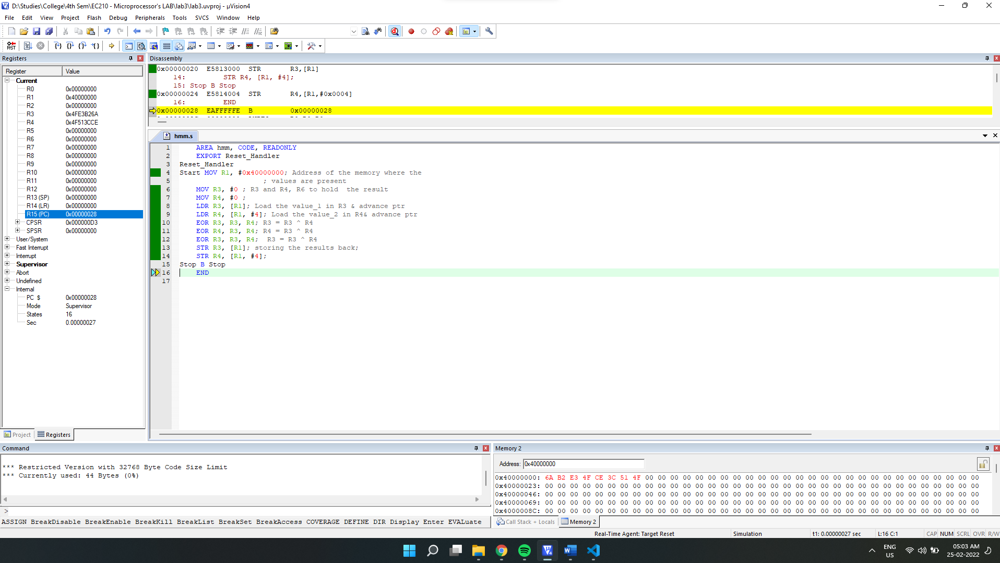 D:\Studies\College\4th Sem\EC210 - Microprocessor's LAB\lab3\lab3.uvproj - µVision4
File Edit View Project Flash Debug Peripherals Tools SVCS Window Help
Registers
Register Value
Current
R0 0x00000000
R1 0x40000000
R2 0x00000000
R3 0x4FE3B26A
R4 0x4F513CCE
R5 0x00000000
R6 0x00000000
R7 0x00000000
R8 0x00000000
R9 0x00000000
R10 0x00000000
R11 0x00000000
R12 0x00000000
R13 (SP) 0x00000000
R14 (LR) 0x00000000
R15 (PC) 0x00000028
CPSR 0x000000D3
SPSR 0x00000000
User/System
Fast Interrupt
Interrupt
Supervisor
Abort
Undefined
Internal
PC $ 0x00000028
Mode Supervisor
States 16
Sec 0.00000027
Project Registers
Disassembly
0x00000020 E5813000 STR R3,[R1]
14: STR R4, [R1, #4];
15: Stop B Stop
0x00000024 E5814004 STR R4,[R1,#0x0004]
16: END
0x00000028 EAFFFFFE B 0x00000028
hmm.s
1 AREA hmm, CODE, READONLY
2 EXPORT Reset_Handler
3 Reset_Handler
4 Start MOV R1, #0x40000000; Address of the memory where the
5 ; values are present
6 MOV R3, #0 ; R3 and R4, R6 to hold the result
7 MOV R4, #0 ;
8 LDR R3, [R1]; Load the value_1 in R3 & advance ptr
9 LDR R4, [R1, #4]; Load the value_2 in R4& advance ptr
10 EOR R3, R3, R4; R3 = R3 ^ R4
11 EOR R4, R3, R4; R4 = R3 ^ R4
12 EOR R3, R3, R4; R3 = R3 ^ R4
13 STR R3, [R1]; storing the results back;
14 STR R4, [R1, #4];
15 Stop B Stop
16 END
17
Command
*** Restricted Version with 32768 Byte Code Size Limit
*** Currently used: 44 Bytes (0%)
>
ASSIGN BreakDisable BreakEnable BreakKill BreakList BreakSet BreakAccess COVERAGE DEFINE DIR Display Enter EVALuate
Memory 2
Address: 0x40000000
0x40000000: 6A B2 E3 4F CE 3C 51 4F 00 00 00 00 00 00 00 00 00 00 00 00 00 00 00 00 00 00 00 00 00 00 00 00 00 00 00
0x40000023: 00 00 00 00 00 00 00 00 00 00 00 00 00 00 00 00 00 00 00 00 00 00 00 00 00 00 00 00 00 00 00 00 00 00 00
0x40000046: 00 00 00 00 00 00 00 00 00 00 00 00 00 00 00 00 00 00 00 00 00 00 00 00 00 00 00 00 00 00 00 00 00 00 00
0x40000069: 00 00 00 00 00 00 00 00 00 00 00 00 00 00 00 00 00 00 00 00 00 00 00 00 00 00 00 00 00 00 00 00 00 00 00
0x4000008C: 00 00 00 00 00 00 00 00 00 00 00 00 00 00 00 00 00 00 00 00 00 00 00 00 00 00 00 00 00 00 00 00 00 00 00
Call Stack + Locals Memory 2
Real-Time Agent: Target Reset Simulation t1: 0.00000027 sec L:16 C:1 CAP NUM SCRL OVR R/W
ENG
US
05:03 AM
25-02-2022